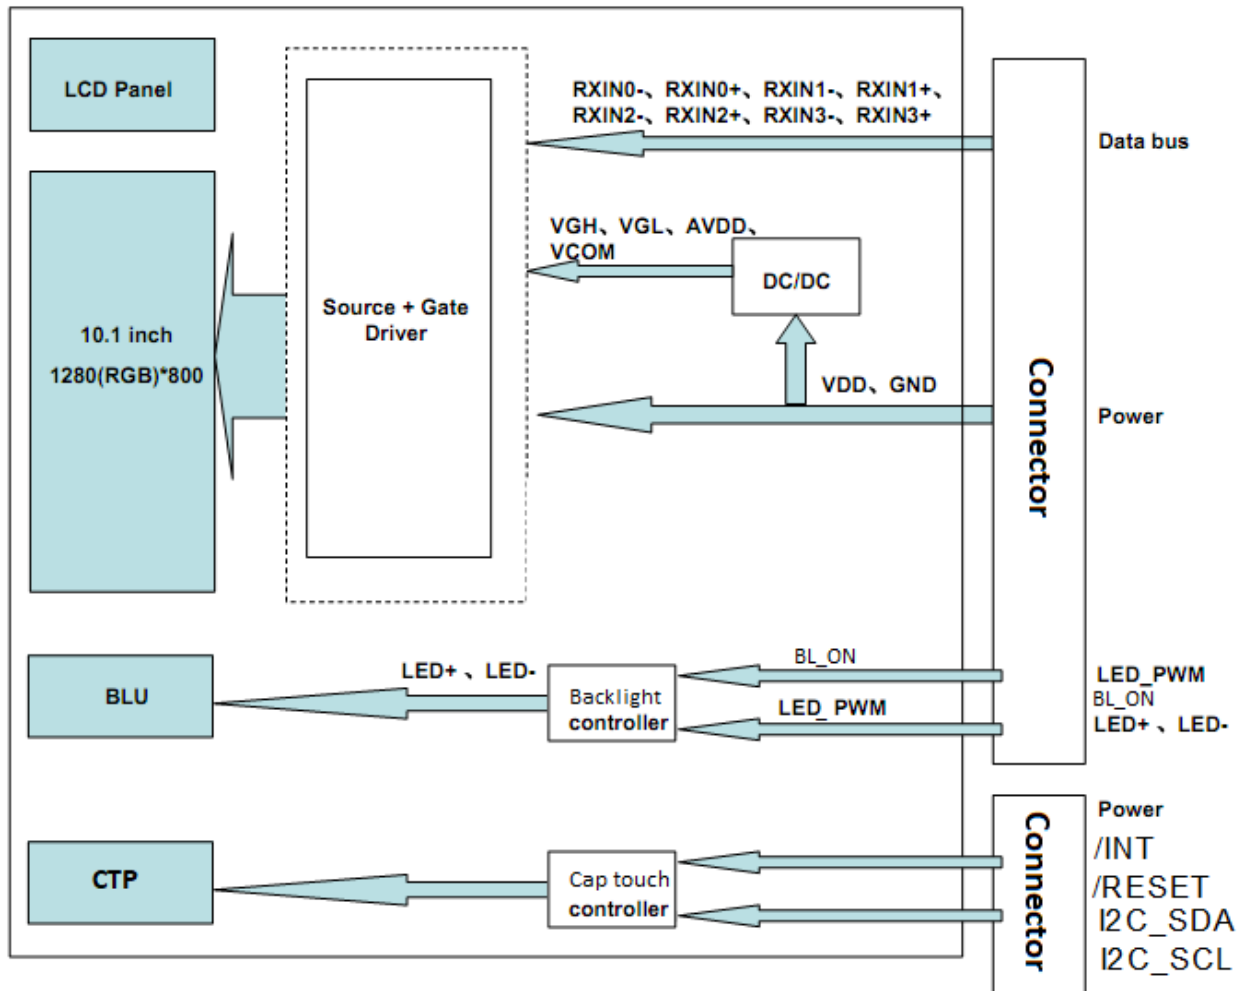 LCD Panel
RXIN0-、RXIN0+、RXIN1-、RXIN1+、
RXIN2-、RXIN2+、RXIN3-、RXIN3+
Data bus
VGH、VGL、AVDD、
VCOM
DC/DC
Source + Gate
Driver
10.1 inch
1280(RGB)*800
VDD、GND
Power
Connector
BLU
LED+ 、LED-
Backlight
controller
BL_ON
LED_PWM
LED_PWM
BL_ON
LED+ 、LED-
CTP
Cap touch
controller
Connector
Power
/INT
/RESET
I2C_SDA
I2C_SCL